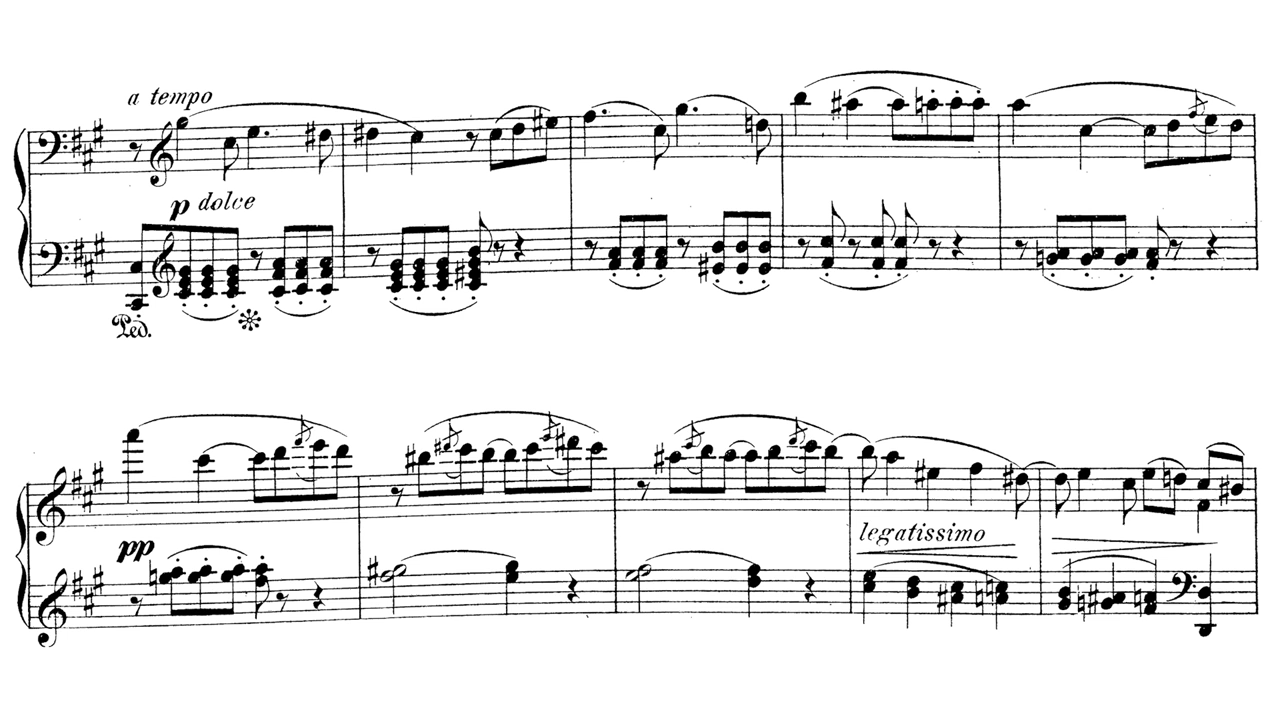 a tempo
p dolce
Ped.
pp
legatissimo